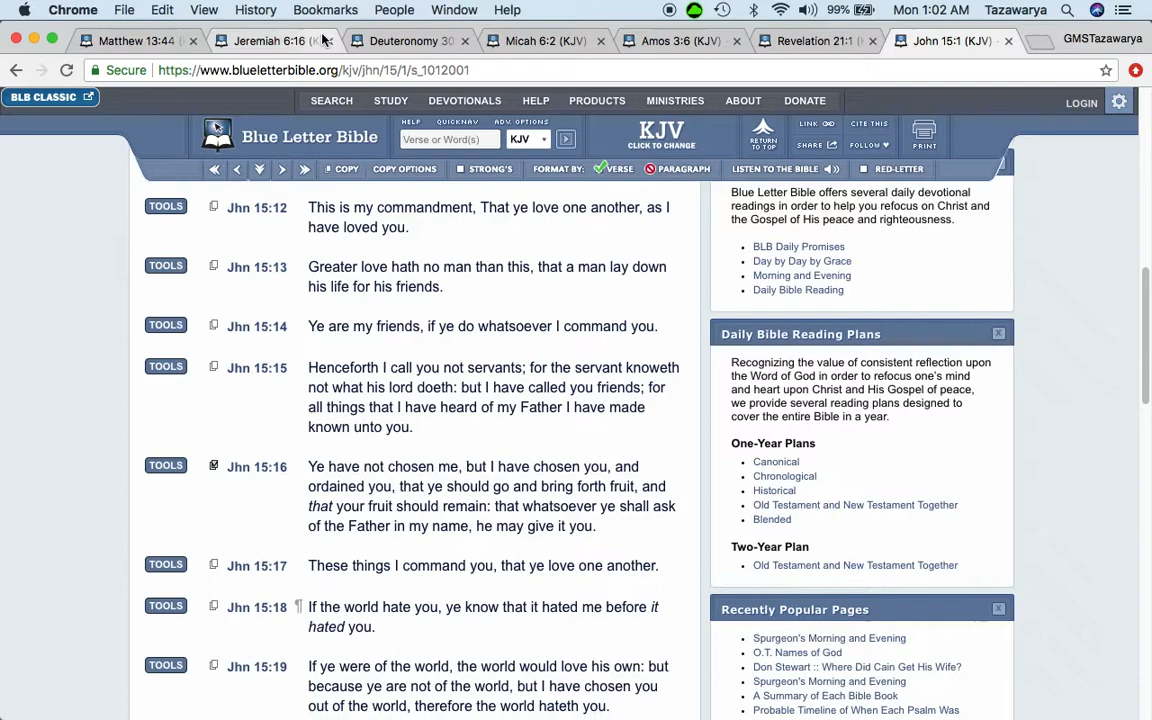 Chrome File Edit View History Bookmarks People Window Help 99% Mon 1:02 AM Tazawarya
Matthew 13:44 ( Jeremiah 6:16 (K Deuteronomy 30: Micah 6:2 (KJV) Amos 3:6 (KJV) - Revelation 21:1 ( John 15:1 (KJV) - GMSTazawarya
Secure https://www.blueletterbible.org/kjv/jhn/15/1/s_1012001
BLB CLASSIC SEARCH STUDY DEVOTIONALS HELP PRODUCTS MINISTRIES ABOUT DONATE LOGIN
HELP QUICKNAV ADV. OPTIONS
Blue Letter Bible Verse or Word(s) KJV
KJV
CLICK TO CHANGE
RETURN
TO TOP
LINK CITE THIS
SHARE FOLLOW PRINT
COPY COPY OPTIONS STRONG'S FORMAT BY: VERSE PARAGRAPH LISTEN TO THE BIBLE RED-LETTER
TOOLS Jhn 15:12 This is my commandment, That ye love one another, as I
have loved you.
TOOLS Jhn 15:13 Greater love hath no man than this, that a man lay down
his life for his friends.
TOOLS Jhn 15:14 Ye are my friends, if ye do whatsoever I command you.
TOOLS Jhn 15:15 Henceforth I call you not servants; for the servant knoweth
not what his lord doeth: but I have called you friends; for
all things that I have heard of my Father I have made
known unto you.
TOOLS Jhn 15:16 Ye have not chosen me, but I have chosen you, and
ordained you, that ye should go and bring forth fruit, and
that your fruit should remain: that whatsoever ye shall ask
of the Father in my name, he may give it you.
TOOLS Jhn 15:17 These things I command you, that ye love one another.
TOOLS Jhn 15:18 ¶ If the world hate you, ye know that it hated me before it
hated you.
TOOLS Jhn 15:19 If ye were of the world, the world would love his own: but
because ye are not of the world, but I have chosen you
out of the world, therefore the world hateth you.
Blue Letter Bible offers several daily devotional
readings in order to help you refocus on Christ and
the Gospel of His peace and righteousness.
BLB Daily Promises
Day by Day by Grace
Morning and Evening
Daily Bible Reading
Daily Bible Reading Plans x
Recognizing the value of consistent reflection upon
the Word of God in order to refocus one's mind
and heart upon Christ and His Gospel of peace,
we provide several reading plans designed to
cover the entire Bible in a year.
One-Year Plans
Canonical
Chronological
Historical
Old Testament and New Testament Together
Blended
Two-Year Plan
Old Testament and New Testament Together
Recently Popular Pages x
Spurgeon's Morning and Evening
O.T. Names of God
Don Stewart :: Where Did Cain Get His Wife?
Spurgeon's Morning and Evening
A Summary of Each Bible Book
Probable Timeline of When Each Psalm Was